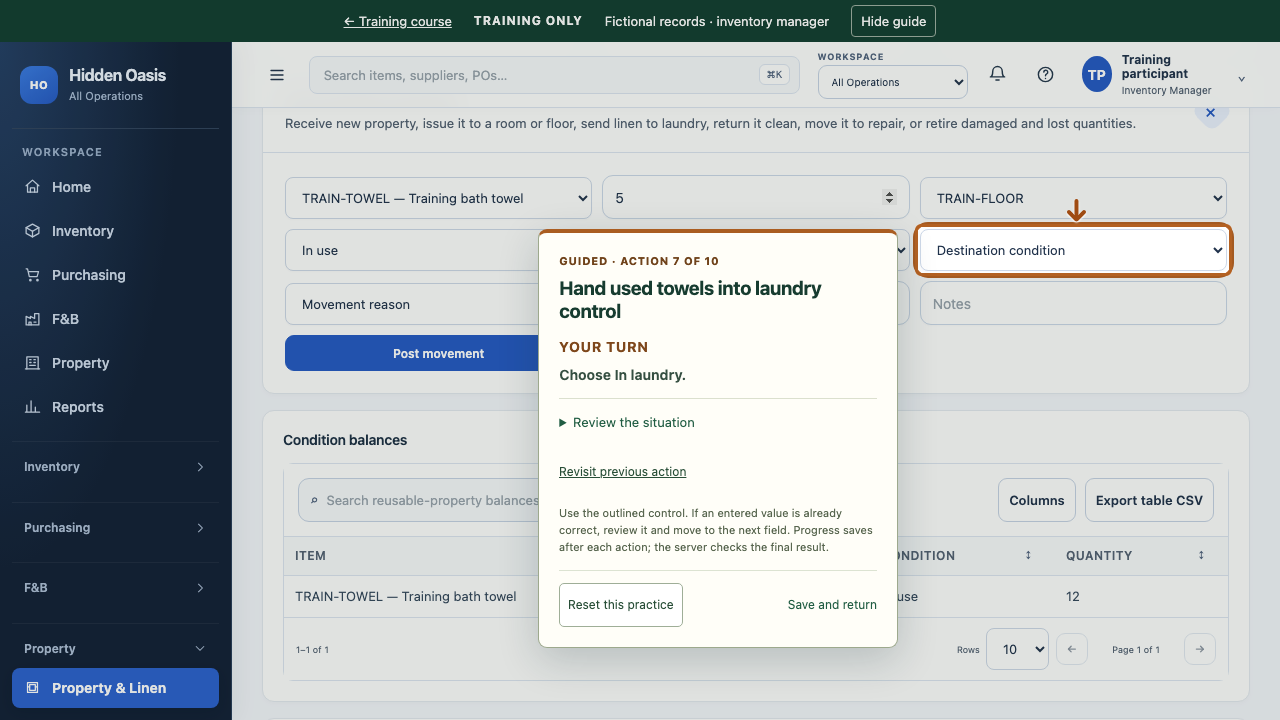 ← Training course
TRAINING ONLY
Fictional records · inventory manager
Hide guide
HO
Hidden Oasis
All Operations
Search items, suppliers, POs...
⌘K
WORKSPACE
All Operations
TP
Training participant
Inventory Manager
WORKSPACE
Home
Inventory
Purchasing
F&B
Property
Reports
Inventory
Purchasing
F&B
Property
Property & Linen
Receive new property, issue it to a room or floor, send linen to laundry, return it clean, move it to repair, or retire damaged and lost quantities.
×
TRAIN-TOWEL — Training bath towel
5
TRAIN-FLOOR
In use
Destination condition
Movement reason
Notes
Post movement
GUIDED · ACTION 7 OF 10
Hand used towels into laundry
control
YOUR TURN
Choose In laundry.
▶ Review the situation
Revisit previous action
Use the outlined control. If an entered value is already
correct, review it and move to the next field. Progress saves
after each action; the server checks the final result.
Reset this practice
Save and return
Condition balances
Search reusable-property balances
Columns
Export table CSV
ITEM
QUANTITY
TRAIN-TOWEL — Training bath towel
12
1–1 of 1
Rows
10
←
Page 1 of 1
→